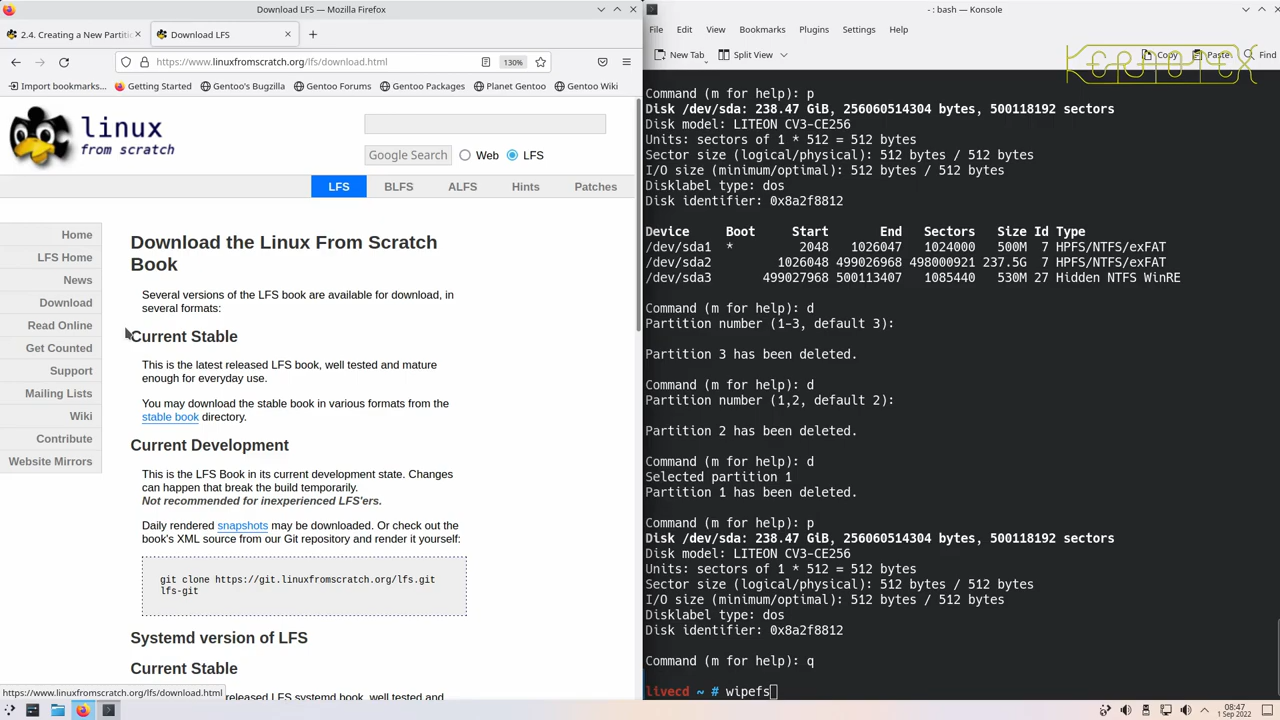 Download LFS — Mozilla Firefox
2.4. Creating a New Partiti
Download LFS
https://www.linuxfromscratch.org/lfs/download.html
130%
Import bookmarks...
Getting Started
Gentoo's Bugzilla
Gentoo Forums
Gentoo Packages
Planet Gentoo
Gentoo Wiki
linux
from scratch
Google Search
Web
LFS
LFS
BLFS
ALFS
Hints
Patches
Home
LFS Home
News
Download
Read Online
Get Counted
Support
Mailing Lists
Wiki
Contribute
Website Mirrors
Download the Linux From Scratch
Book
Several versions of the LFS book are available for download, in
several formats:
Current Stable
This is the latest released LFS book, well tested and mature
enough for everyday use.
You may download the stable book in various formats from the
stable book directory.
Current Development
This is the LFS Book in its current development state. Changes
can happen that break the build temporarily.
Not recommended for inexperienced LFS'ers.
Daily rendered snapshots may be downloaded. Or check out the
book's XML source from our Git repository and render it yourself:
git clone https://git.linuxfromscratch.org/lfs.git
lfs-git
Systemd version of LFS
Current Stable
released LFS systemd book, well tested and
https://www.linuxfromscratch.org/lfs/download.html
- : bash — Konsole
File
Edit
View
Bookmarks
Plugins
Settings
Help
New Tab
Split View
Copy
Paste
Find
KERNOTEX
Command (m for help): p
Disk /dev/sda: 238.47 GiB, 256060514304 bytes, 500118192 sectors
Disk model: LITEON CV3-CE256
Units: sectors of 1 * 512 = 512 bytes
Sector size (logical/physical): 512 bytes / 512 bytes
I/O size (minimum/optimal): 512 bytes / 512 bytes
Disklabel type: dos
Disk identifier: 0x8a2f8812
Device Boot Start End Sectors Size Id Type
/dev/sda1 * 2048 1026047 1024000 500M 7 HPFS/NTFS/exFAT
/dev/sda2 1026048 499026968 498000921 237.5G 7 HPFS/NTFS/exFAT
/dev/sda3 499027968 500113407 1085440 530M 27 Hidden NTFS WinRE
Command (m for help): d
Partition number (1-3, default 3):
Partition 3 has been deleted.
Command (m for help): d
Partition number (1,2, default 2):
Partition 2 has been deleted.
Command (m for help): d
Selected partition 1
Partition 1 has been deleted.
Command (m for help): p
Disk /dev/sda: 238.47 GiB, 256060514304 bytes, 500118192 sectors
Disk model: LITEON CV3-CE256
Units: sectors of 1 * 512 = 512 bytes
Sector size (logical/physical): 512 bytes / 512 bytes
I/O size (minimum/optimal): 512 bytes / 512 bytes
Disklabel type: dos
Disk identifier: 0x8a2f8812
Command (m for help): q
livecd ~ # wipefs
08:47
1 Sep 2022